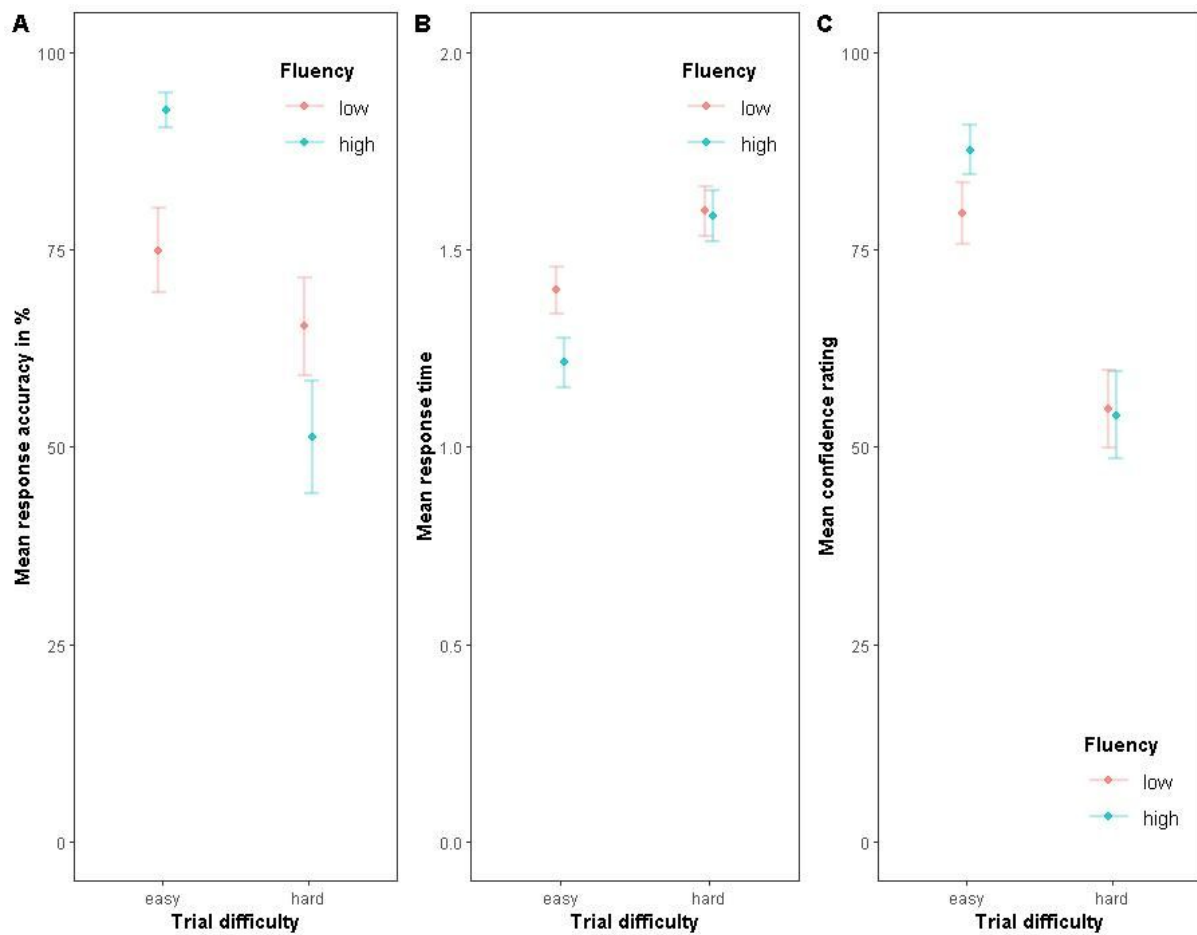 A
Mean response accuracy in %
100
75
50
25
0
Fluency
low
high
easy hard
Trial difficulty
B
Mean response time
2.0
1.5
1.0
0.5
0.0
Fluency
low
high
easy hard
Trial difficulty
C
Mean confidence rating
100
75
50
25
0
Fluency
low
high
easy hard
Trial difficulty